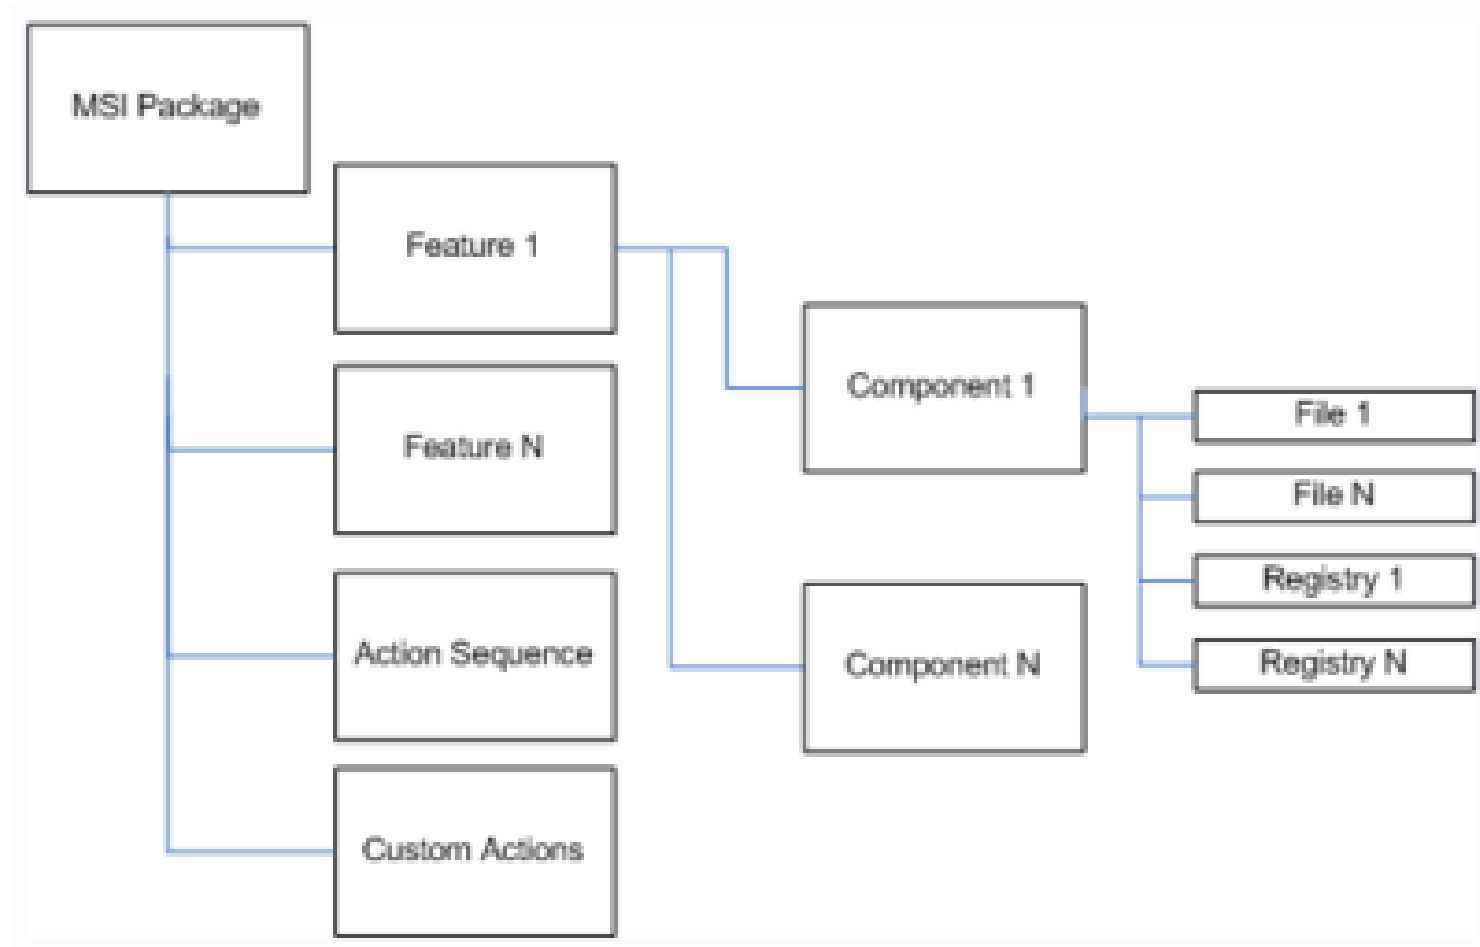 MSI Package
Feature 1
Feature N
Action Sequence
Custom Actions
Component 1
Component N
File 1
File N
Registry 1
Registry N